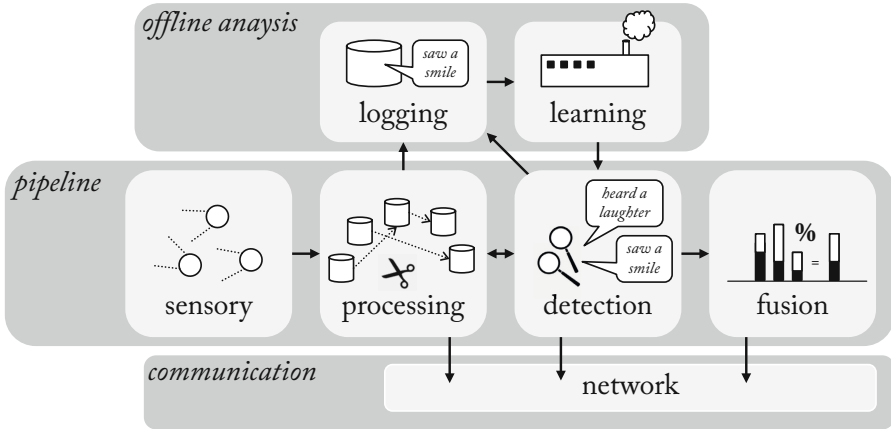 offline anaysis
saw a
smile
logging
learning
pipeline
heard a
laughter
saw a
smile
%
=
sensory
processing
detection
fusion
communication
network